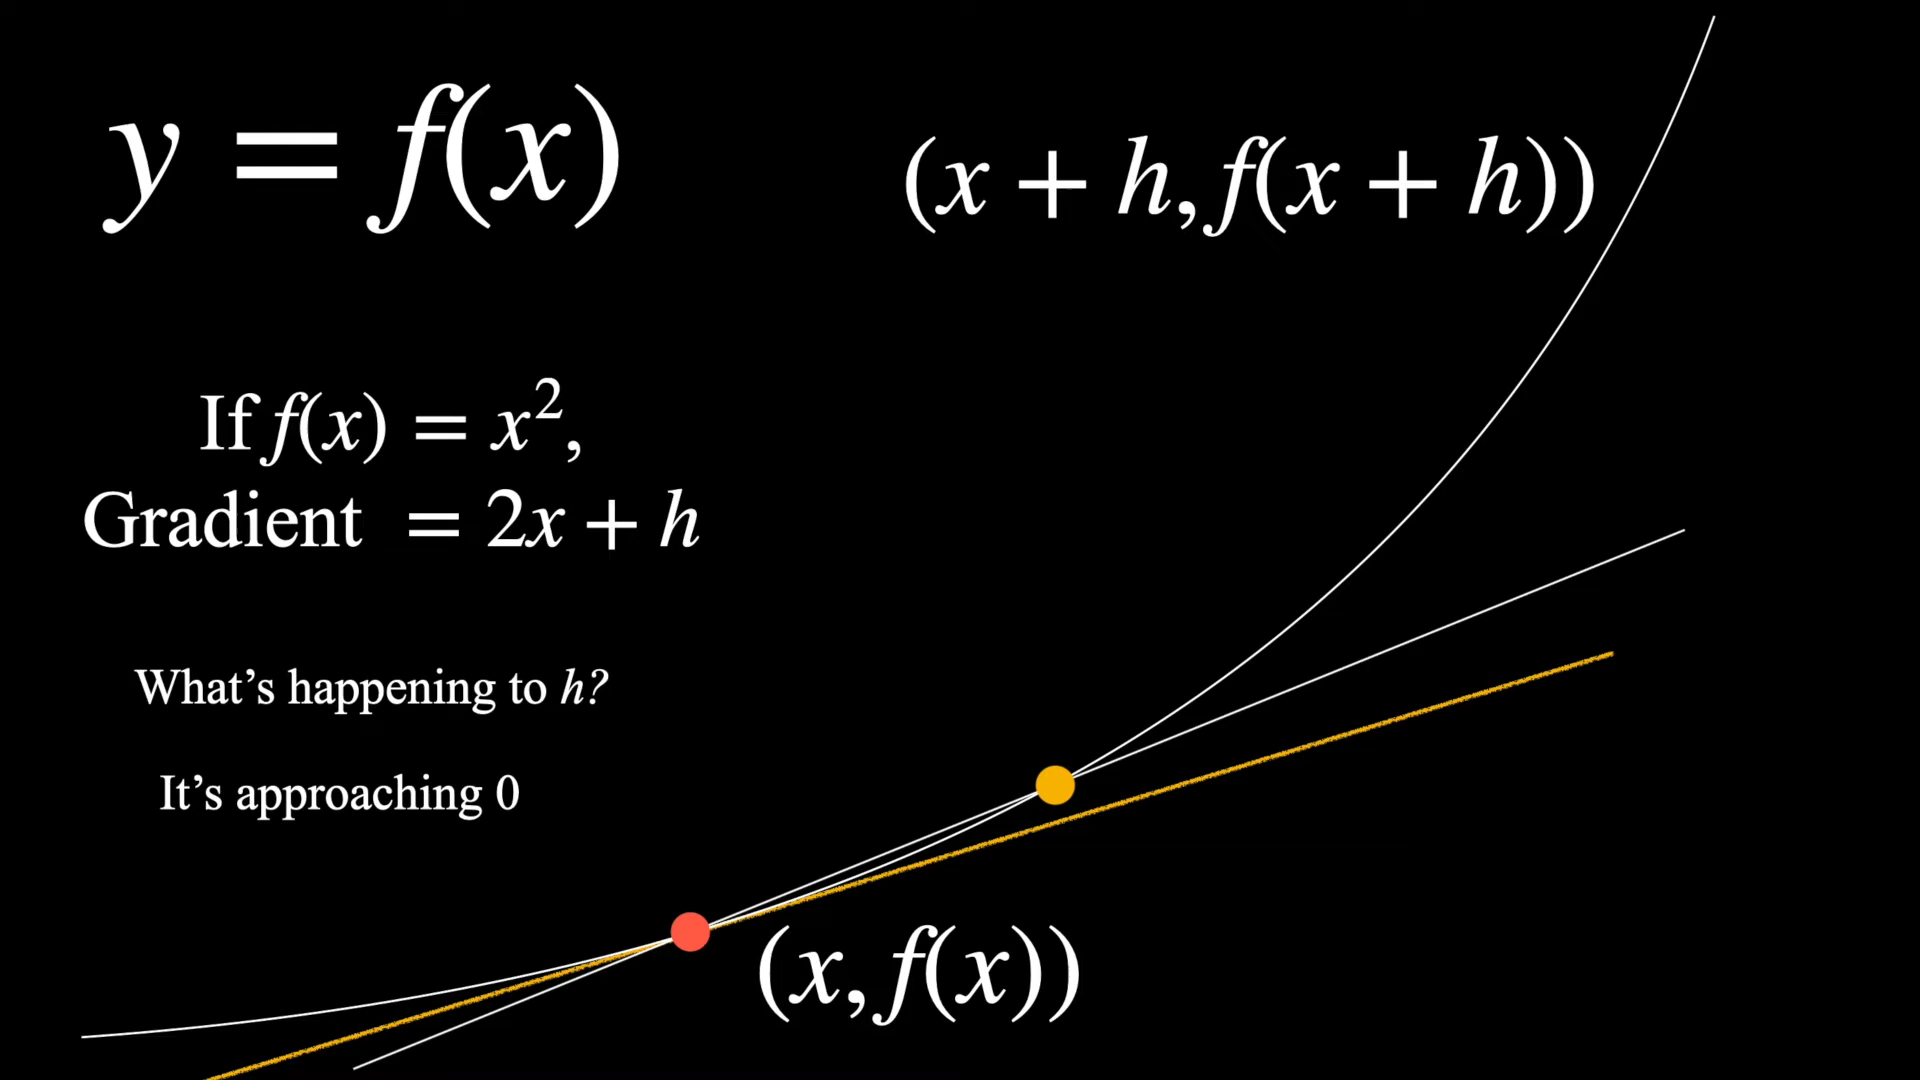 y = f(x)
(x + h, f(x + h))
If f(x) = x²,
Gradient = 2x + h
What’s happening to h?
It’s approaching 0
(x, f(x))